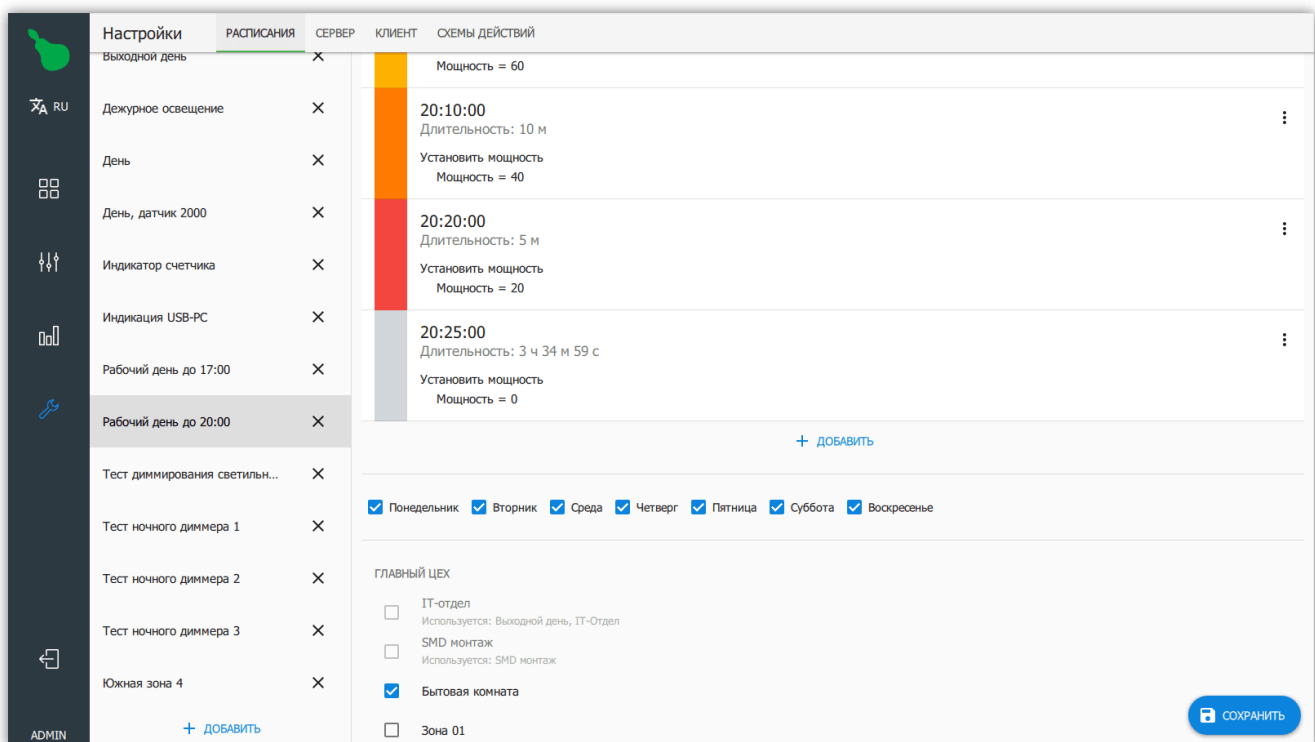 Настройки
РАСПИСАНИЯ
СЕРВЕР
КЛИЕНТ
СХЕМЫ ДЕЙСТВИЙ
RU
ADMIN
Выходной день
Дежурное освещение
День
День, датчик 2000
Индикатор счетчика
Индикация USB-PC
Рабочий день до 17:00
Рабочий день до 20:00
Тест диммирования светильн...
Тест ночного диммера 1
Тест ночного диммера 2
Тест ночного диммера 3
Южная зона 4
+ ДОБАВИТЬ
Мощность = 60
20:10:00
Длительность: 10 м
Установить мощность
Мощность = 40
20:20:00
Длительность: 5 м
Установить мощность
Мощность = 20
20:25:00
Длительность: 3 ч 34 м 59 с
Установить мощность
Мощность = 0
+ ДОБАВИТЬ
Понедельник Вторник Среда Четверг Пятница Суббота Воскресенье
ГЛАВНЫЙ ЦЕХ
IT-отдел
Используется: Выходной день, IT-Отдел
SMD монтаж
Используется: SMD монтаж
Бытовая комната
Зона 01
СОХРАНИТЬ